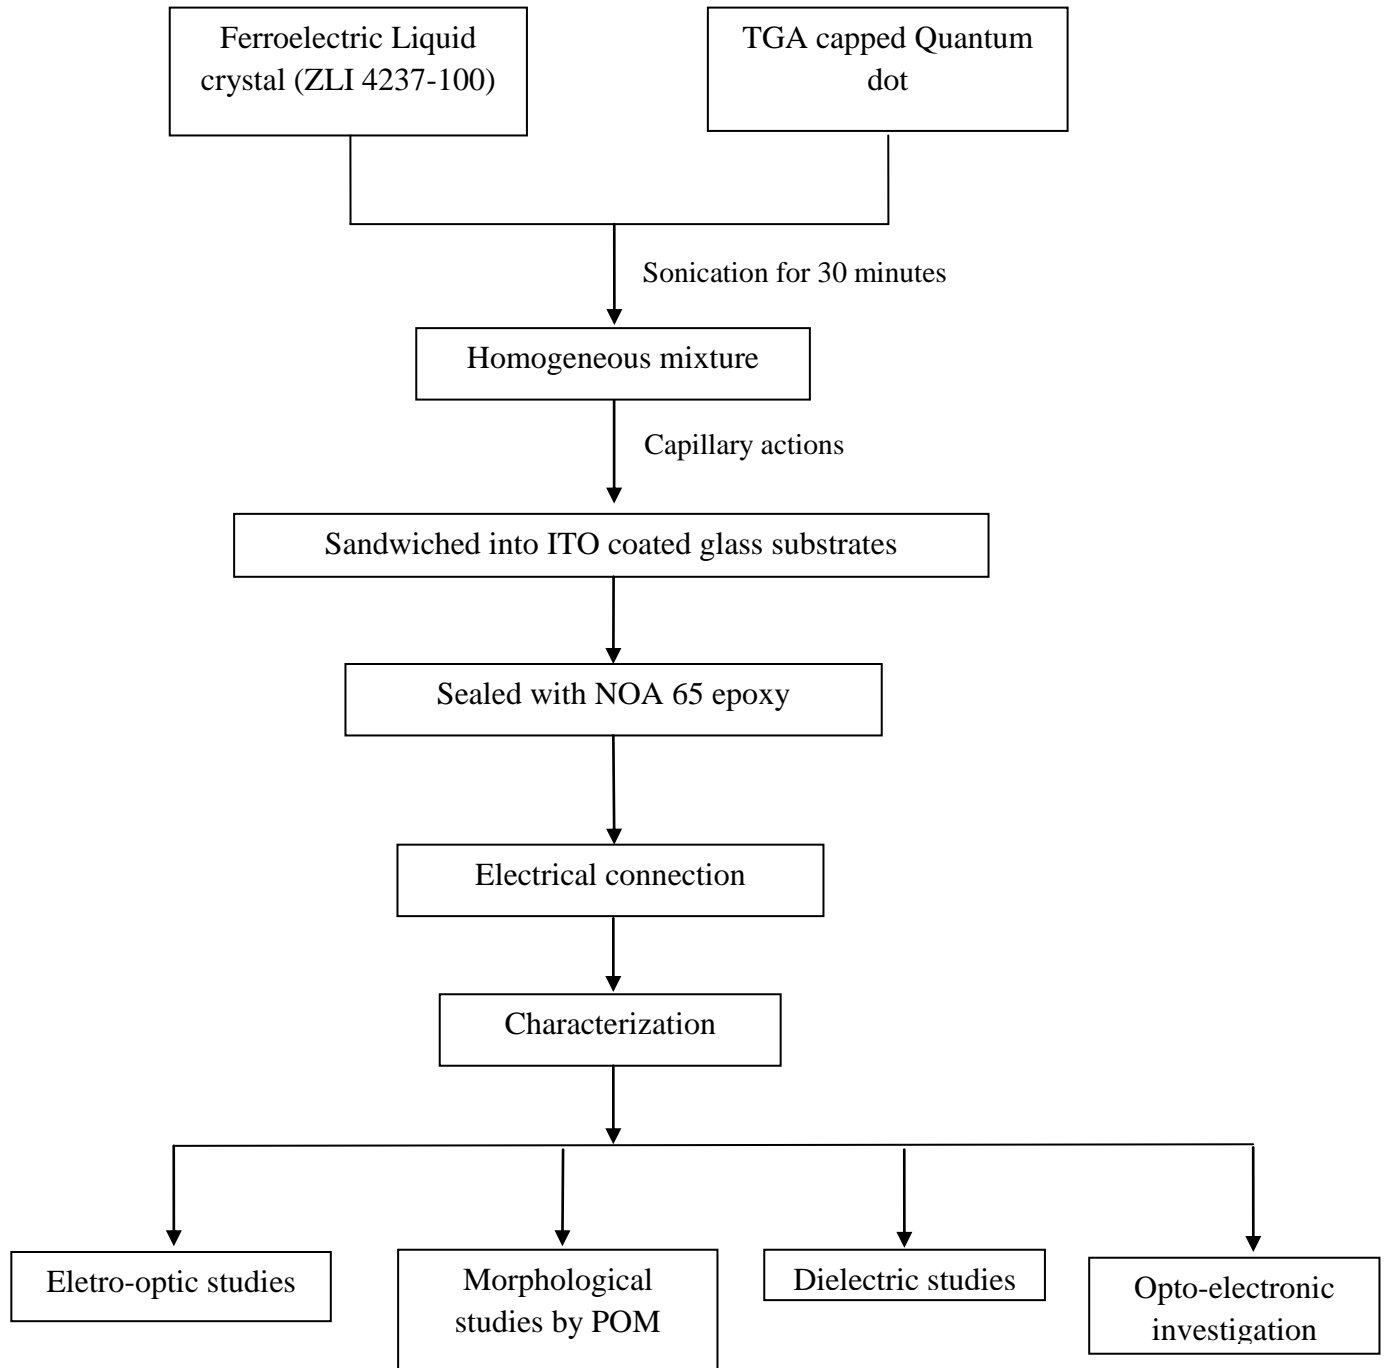 Ferroelectric Liquid
crystal (ZLI 4237-100)
TGA capped Quantum
dot
Sonication for 30 minutes
Homogeneous mixture
Capillary actions
Sandwiched into ITO coated glass substrates
Sealed with NOA 65 epoxy
Electrical connection
Characterization
Eletro-optic studies
Morphological
studies by POM
Dielectric studies
Opto-electronic
investigation